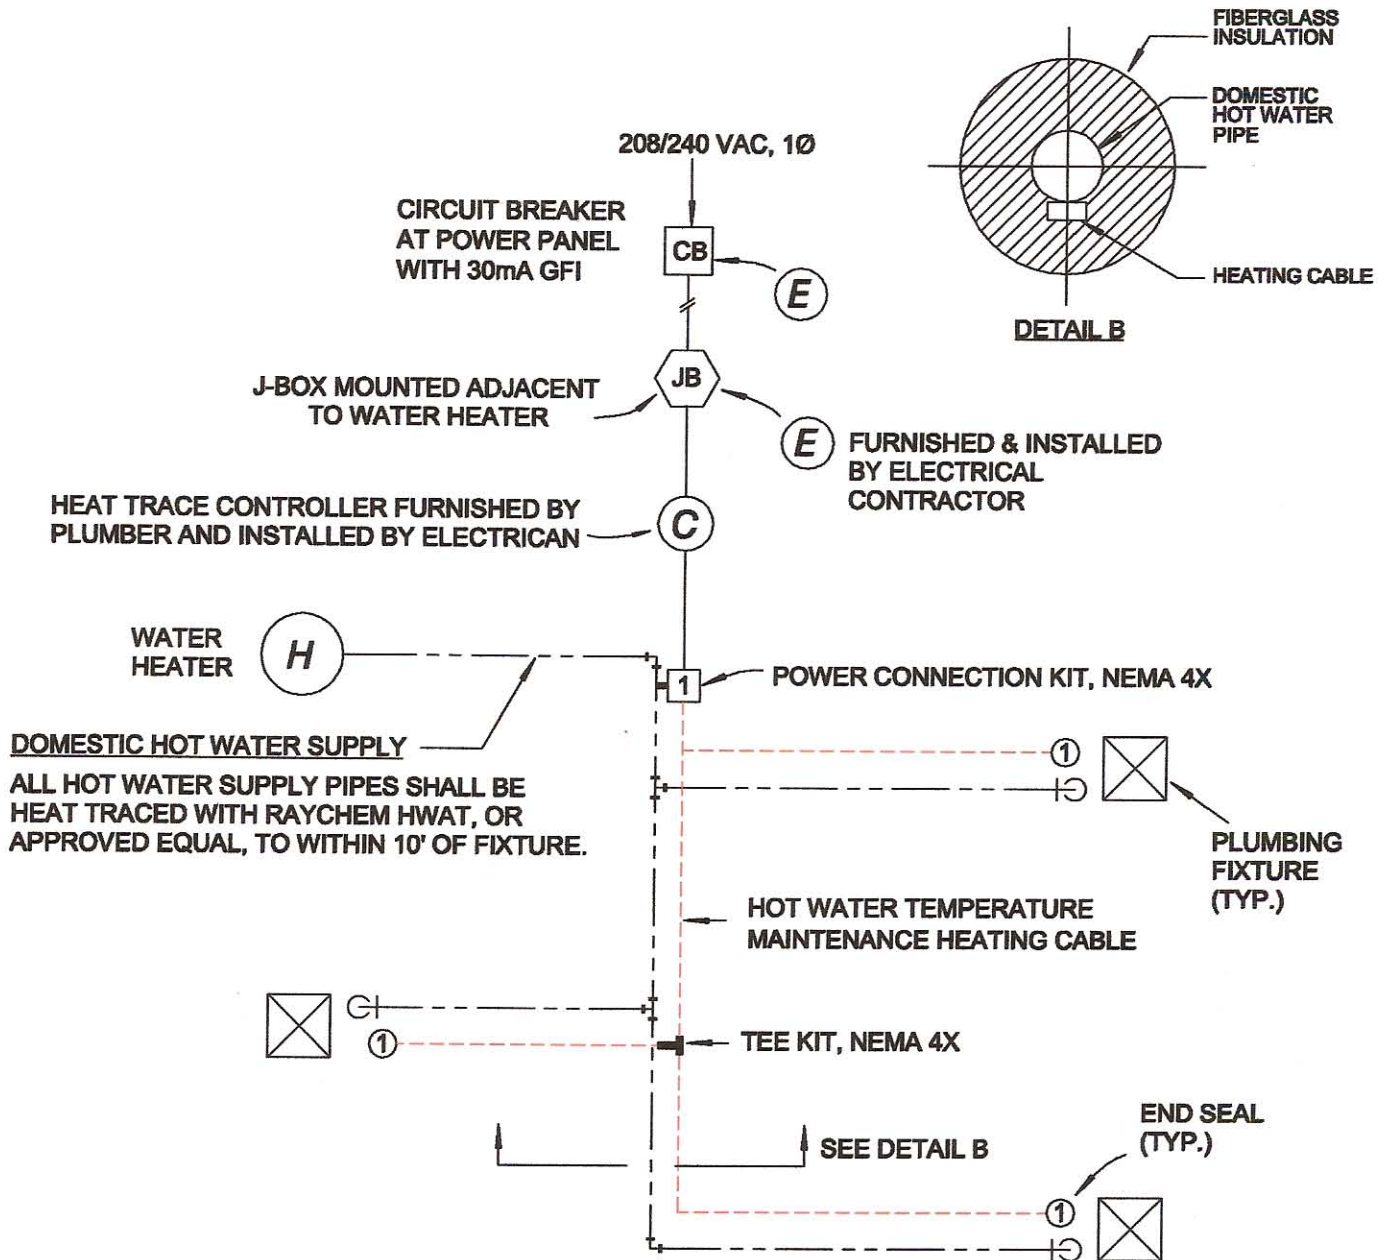 FIBERGLASS
INSULATION
DOMESTIC
HOT WATER
PIPE
HEATING CABLE
DETAIL B
208/240 VAC, 1Ø
CIRCUIT BREAKER
AT POWER PANEL
WITH 30mA GFI
CB
E
J-BOX MOUNTED ADJACENT
TO WATER HEATER
JB
E
FURNISHED & INSTALLED
BY ELECTRICAL
CONTRACTOR
HEAT TRACE CONTROLLER FURNISHED BY
PLUMBER AND INSTALLED BY ELECTRICAN
C
WATER
HEATER
H
1
POWER CONNECTION KIT, NEMA 4X
DOMESTIC HOT WATER SUPPLY
ALL HOT WATER SUPPLY PIPES SHALL BE
HEAT TRACED WITH RAYCHEM HWAT, OR
APPROVED EQUAL, TO WITHIN 10' OF FIXTURE.
1
PLUMBING
FIXTURE
(TYP.)
HOT WATER TEMPERATURE
MAINTENANCE HEATING CABLE
1
TEE KIT, NEMA 4X
SEE DETAIL B
END SEAL
(TYP.)
1